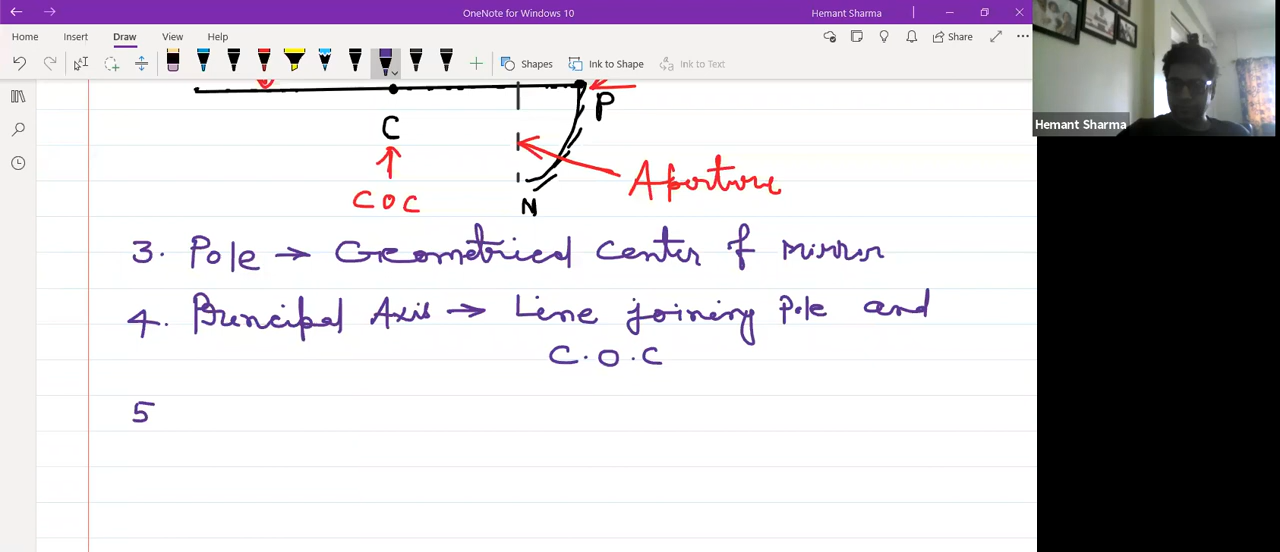 OneNote for Windows 10
Hemant Sharma
Home Insert Draw View Help
Share
Shapes Ink to Shape Ink to Text
P
C
COC
Aperture
N
3. Pole → Geometrical Center of mirror
4. Principal Axis → Line joining Pole and
C.O.C
5
Hemant Sharma